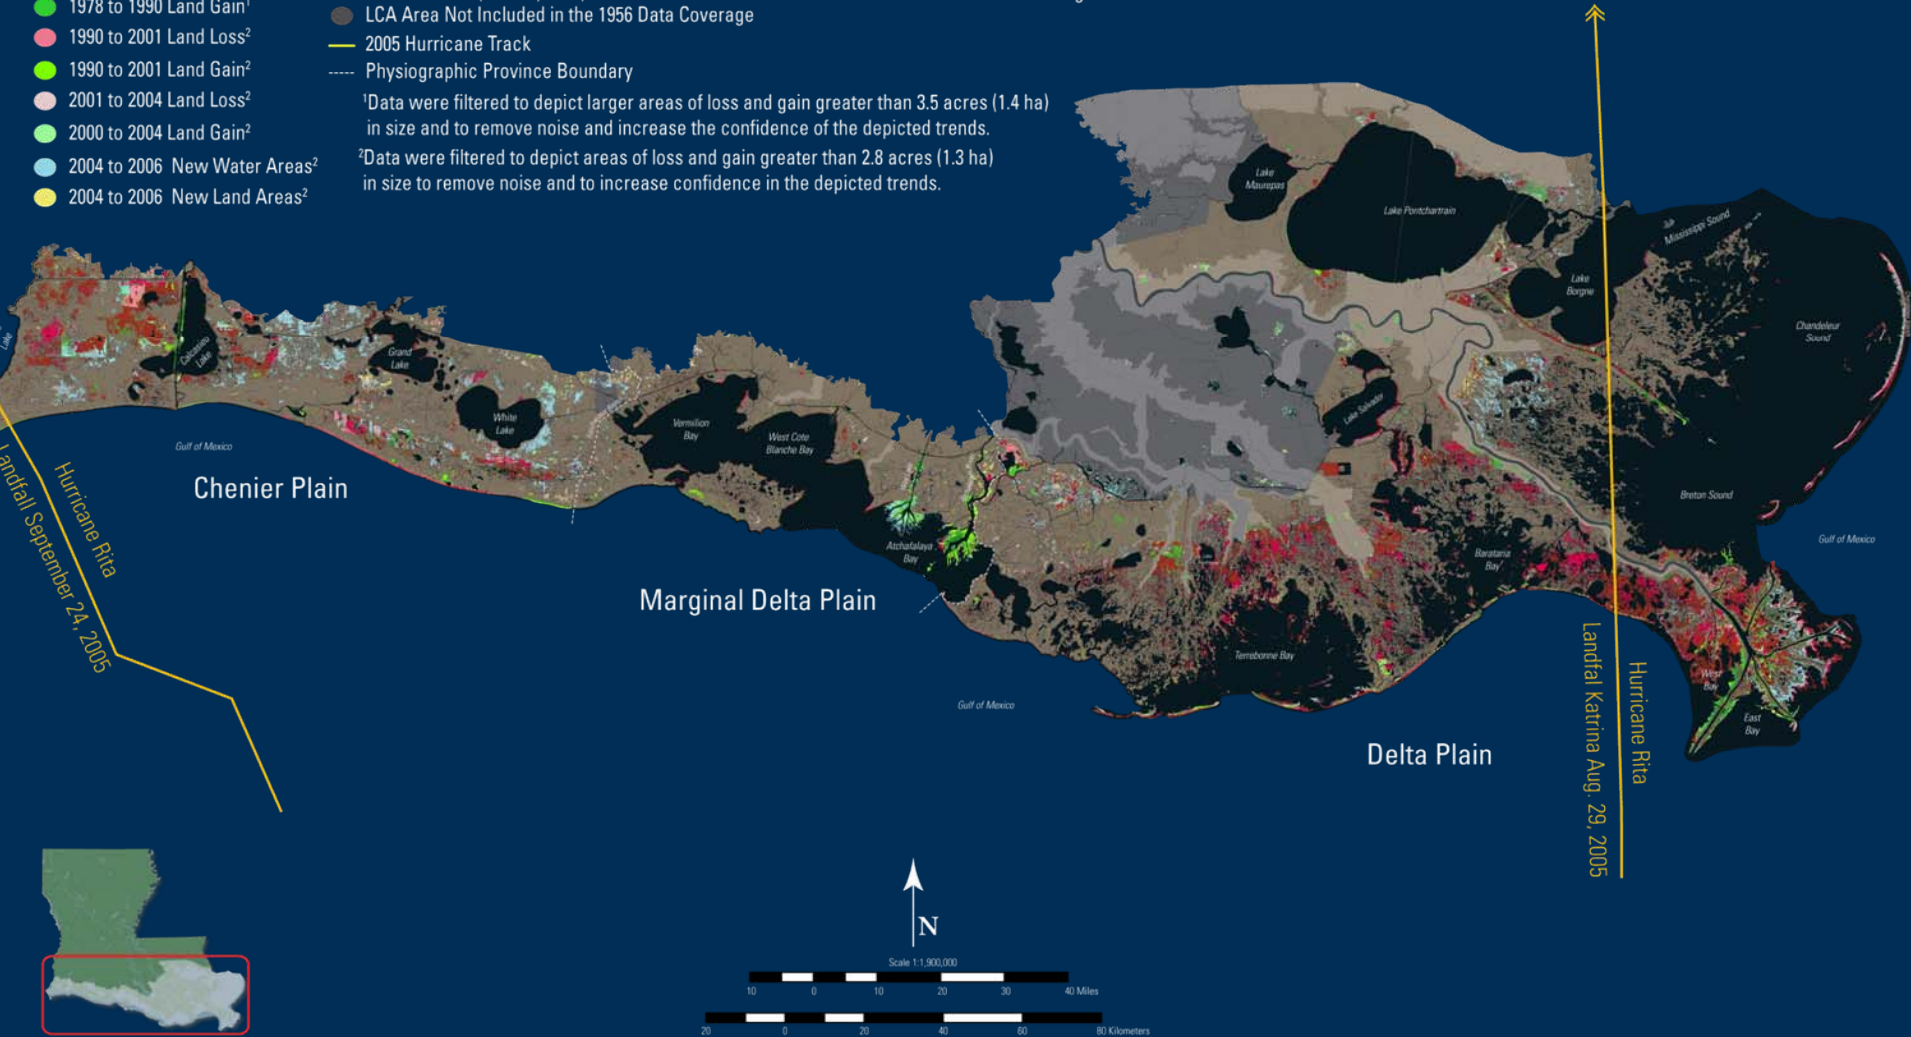 1978 to 1990 Land Gain¹
1990 to 2001 Land Loss²
1990 to 2001 Land Gain²
2001 to 2004 Land Loss²
2000 to 2004 Land Gain²
2004 to 2006 New Water Areas²
2004 to 2006 New Land Areas²
LCA Area Not Included in the 1956 Data Coverage
2005 Hurricane Track
Physiographic Province Boundary
¹Data were filtered to depict larger areas of loss and gain greater than 3.5 acres (1.4 ha)
in size and to remove noise and increase the confidence of the depicted trends.
²Data were filtered to depict areas of loss and gain greater than 2.8 acres (1.3 ha)
in size to remove noise and to increase confidence in the depicted trends.
Lake
Maurepas
Lake Pontchartrain
Mississippi Sound
Lake
Borgne
Chandeleur
Sound
Lake
Calcasieu
Lake
Grand
Lake
White
Lake
Vermilion
Bay
West Cote
Blanche Bay
Lake Salvador
Gulf of Mexico
Chenier Plain
Hurricane Rita
Landfall September 24, 2005
Atchafalaya
Bay
Marginal Delta Plain
Breton Sound
Gulf of Mexico
Barataria
Bay
Terrebonne Bay
West
Bay
East
Bay
Gulf of Mexico
Delta Plain
Hurricane Rita
Landfal Katrina Aug. 29, 2005
N
Scale 1:1,900,000
10 0 10 20 30 40 Miles
20 0 20 40 60 80 Kilometers